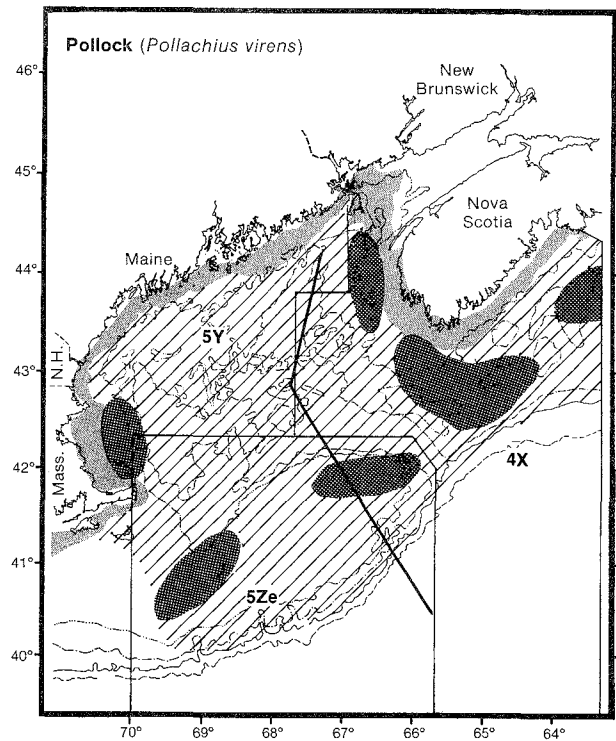 Pollock (Pollachius virens)
46°
New
Brunswick
45°
Nova
Scotia
44°
Maine
5Y
43°
N.H.
42°
Mass.
4X
41°
5Ze
40°
70° 69° 68° 67° 66° 65° 64°